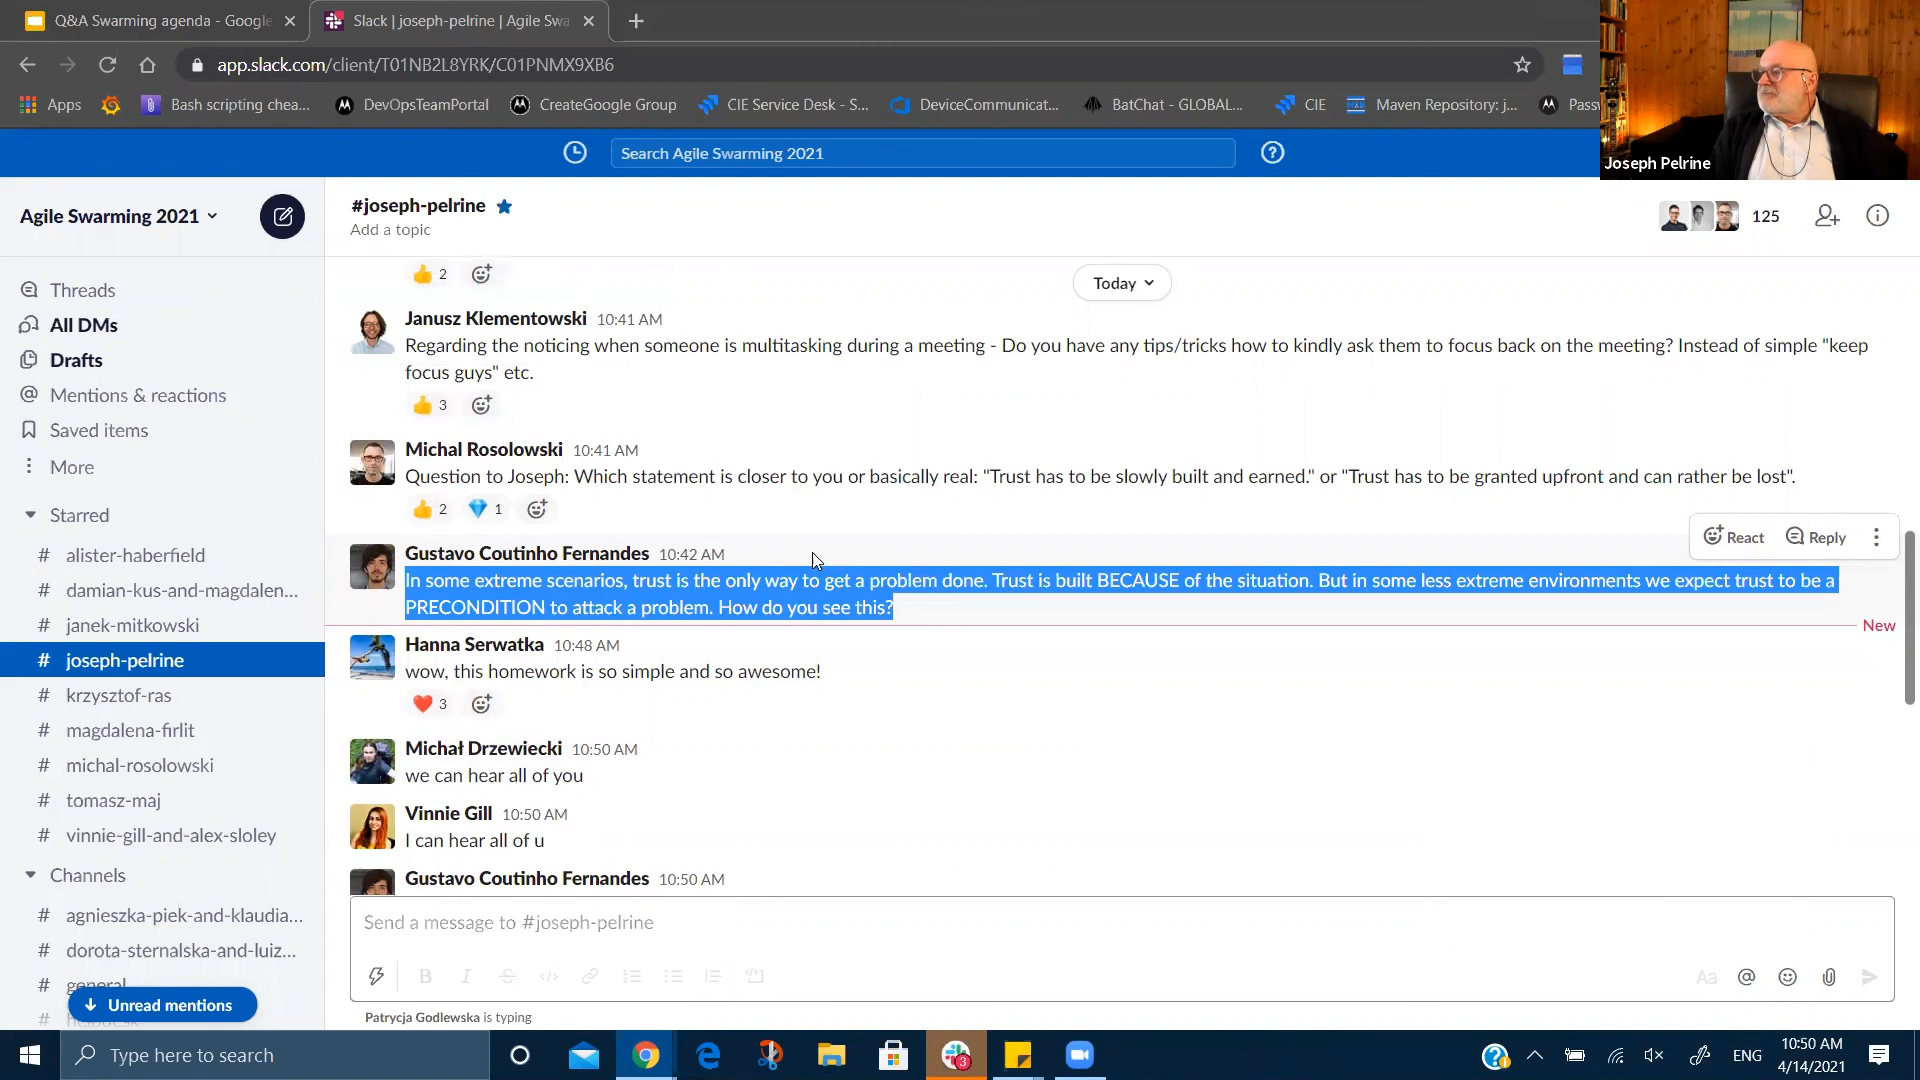 Q&A Swarming agenda - Google
Slack | joseph-pelrine | Agile Swa
app.slack.com/client/T01NB2L8YRK/C01PNMX9XB6
Apps
Bash scripting chea...
DevOpsTeamPortal
CreateGoogle Group
CIE Service Desk - S...
DeviceCommunicat...
BatChat - GLOBAL...
CIE
Maven Repository: j...
Joseph Pelrine
Search Agile Swarming 2021
Agile Swarming 2021
Threads
All DMs
Drafts
Mentions & reactions
Saved items
More
Starred
# alister-haberfield
# damian-kus-and-magdalen...
# janek-mitkowski
# joseph-pelrine
# krzysztof-ras
# magdalena-firlit
# michal-rosolowski
# tomasz-maj
# vinnie-gill-and-alex-sloley
Channels
# agnieszka-piek-and-klaudia...
# dorota-sternalska-and-luiz...
# general
Unread mentions
#joseph-pelrine
Add a topic
125
2
Today
Janusz Klementowski 10:41 AM
Regarding the noticing when someone is multitasking during a meeting - Do you have any tips/tricks how to kindly ask them to focus back on the meeting? Instead of simple "keep
focus guys" etc.
3
Michal Rosolowski 10:41 AM
Question to Joseph: Which statement is closer to you or basically real: "Trust has to be slowly built and earned." or "Trust has to be granted upfront and can rather be lost".
2 1
React Reply
Gustavo Coutinho Fernandes 10:42 AM
In some extreme scenarios, trust is the only way to get a problem done. Trust is built BECAUSE of the situation. But in some less extreme environments we expect trust to be a
PRECONDITION to attack a problem. How do you see this?
New
Hanna Serwatka 10:48 AM
wow, this homework is so simple and so awesome!
3
Michał Drzewiecki 10:50 AM
we can hear all of you
Vinnie Gill 10:50 AM
I can hear all of u
Gustavo Coutinho Fernandes 10:50 AM
Send a message to #joseph-pelrine
Aa
Patrycja Godlewska is typing
Type here to search
3
ENG
10:50 AM
4/14/2021